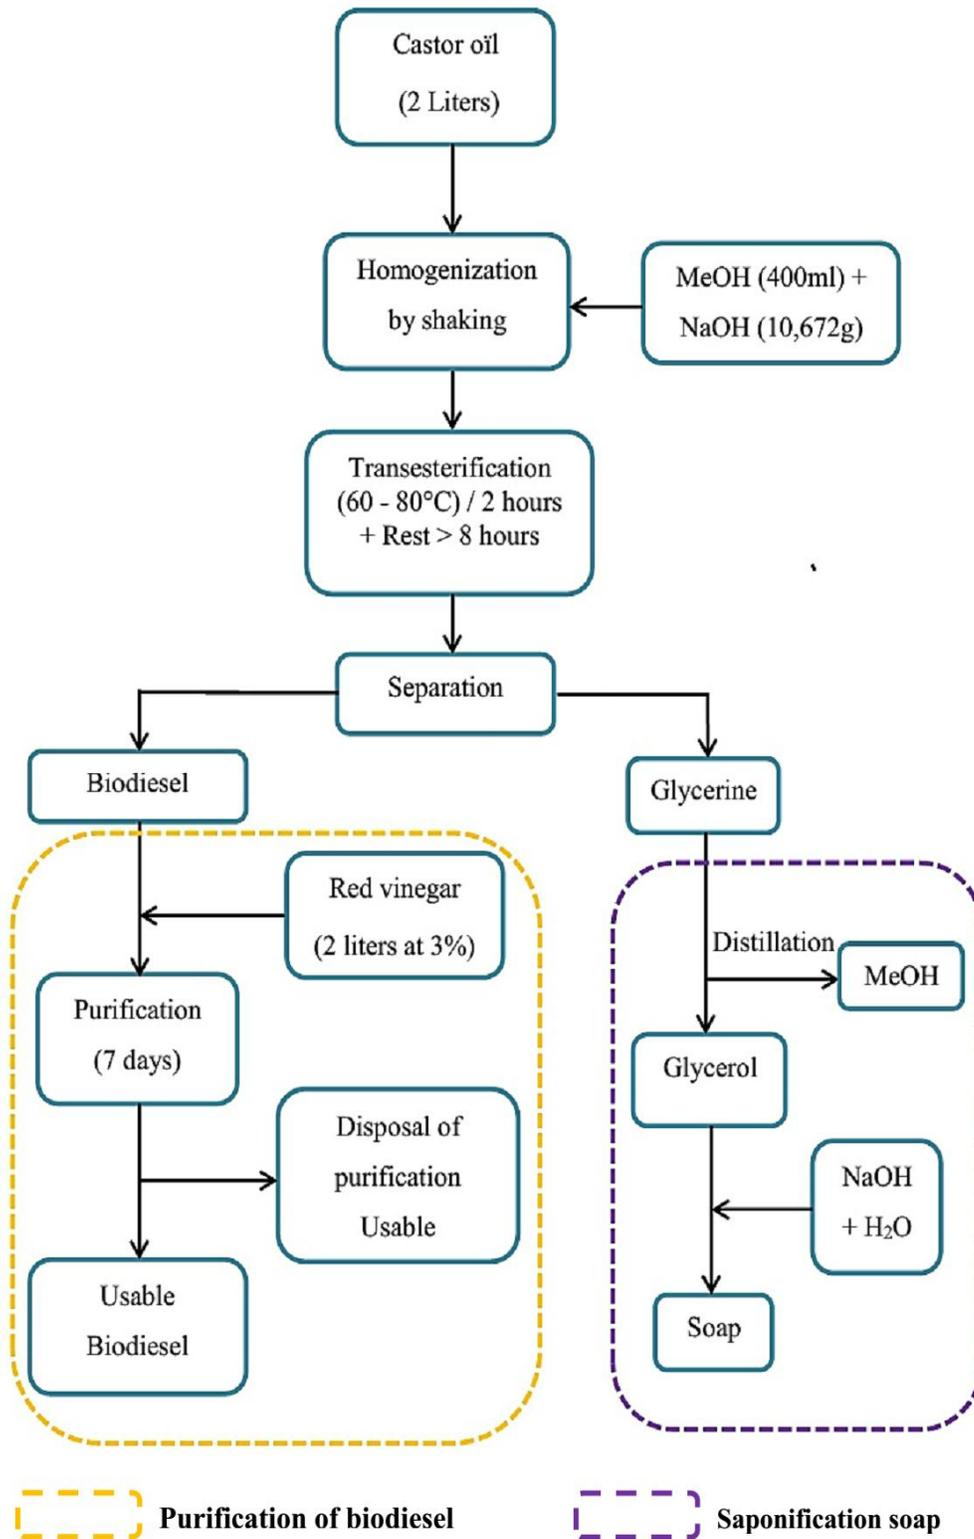 Castor oïl
(2 Liters)
Homogenization
by shaking
MeOH (400ml) +
NaOH (10,672g)
Transesterification
(60 - 80°C) / 2 hours
+ Rest > 8 hours
Separation
Biodiesel
Glycerine
Red vinegar
(2 liters at 3%)
Distillation
MeOH
Purification
(7 days)
Glycerol
Disposal of
purification
Usable
NaOH
+ H₂O
Usable
Biodiesel
Soap
Purification of biodiesel
Saponification soap